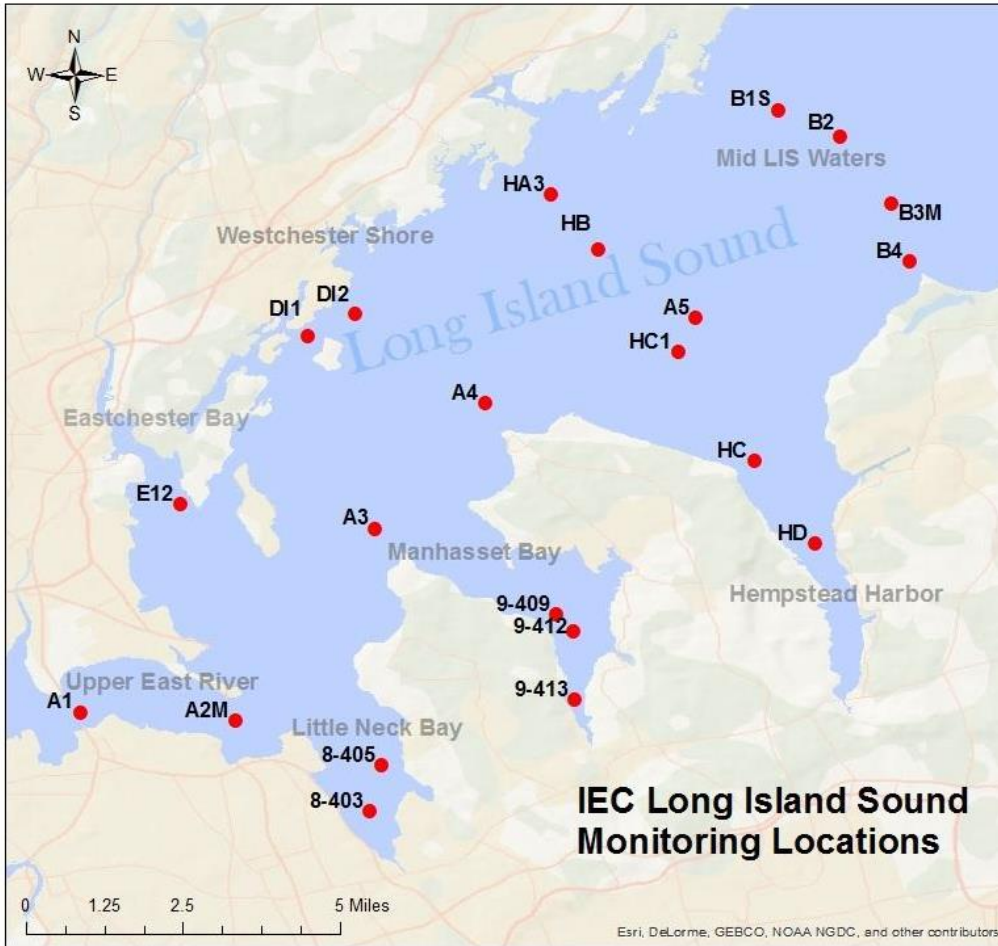 N
W E
S
B1S
B2
Mid LIS Waters
HA3
B3M
HB
Westchester Shore
B4
Long Island Sound
DI2
DI1
A5
HC1
A4
Eastchester Bay
HC
E12
A3
HD
Manhasset Bay
Hempstead Harbor
9-409
9-412
Upper East River
9-413
A1
A2M
Little Neck Bay
8-405
8-403
IEC Long Island Sound
Monitoring Locations
0 1.25 2.5 5 Miles
Esri, DeLorme, GEBCO, NOAA NGDC, and other contributors